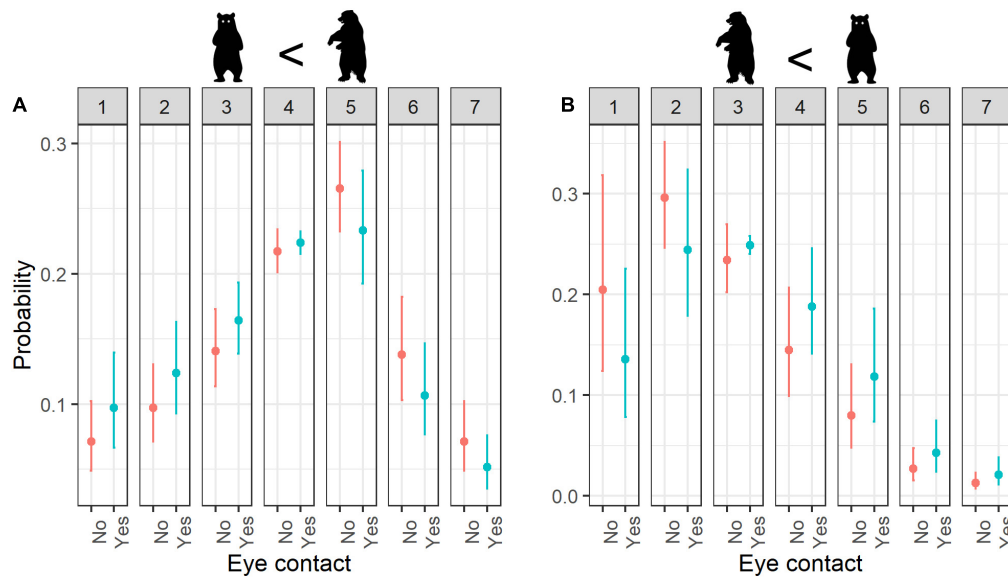 <
<
A
1 2 3 4 5 6 7
B
1 2 3 4 5 6 7
Probability
0.3
0.2
0.1
0.3
0.2
0.1
0.0
No Yes No Yes No Yes No Yes No Yes No Yes No Yes
No Yes No Yes No Yes No Yes No Yes No Yes No Yes
Eye contact
Eye contact